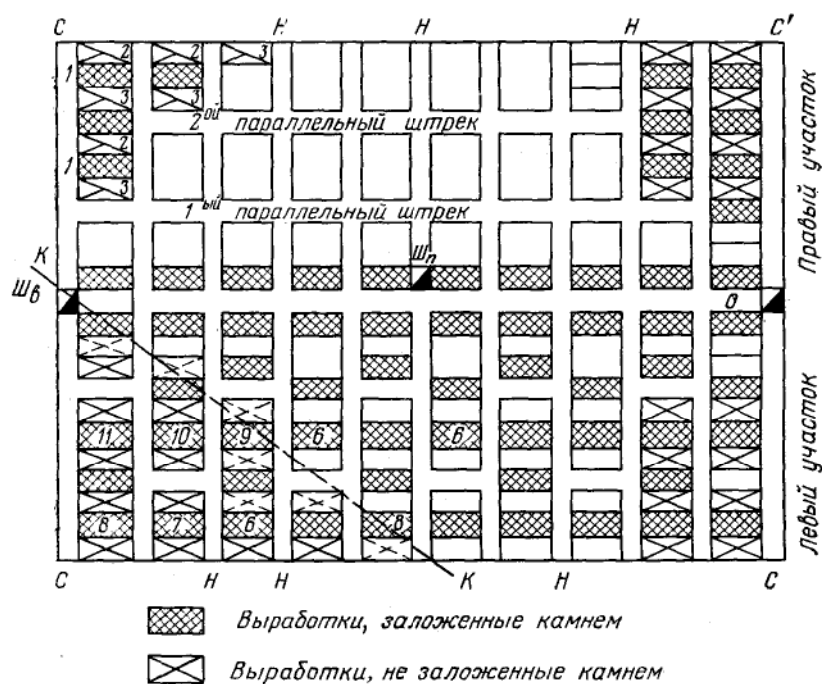 С Н Н Н С'
2 2 3
1
3 3
2ой параллельный штрек
1 2
3
1ый параллельный штрек
Правый участок
К Шп
Шв О
11 10 9 6 6
8 7 6 8
Левый участок
С Н Н К Н С
Выработки, заложенные камнем
Выработки, не заложенные камнем